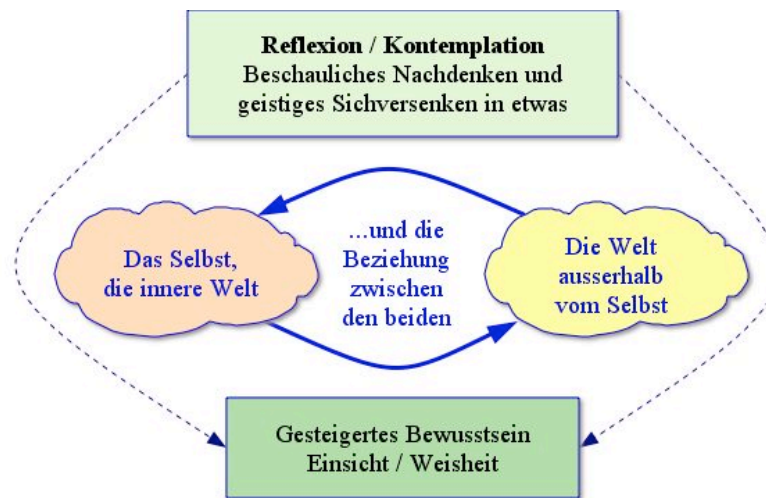 Reflexion / Kontemplation
Beschauliches Nachdenken und
geistiges Sichversenken in etwas
Das Selbst,
die innere Welt
...und die
Beziehung
zwischen
den beiden
Die Welt
ausserhalb
vom Selbst
Gesteigertes Bewusstsein
Einsicht / Weisheit